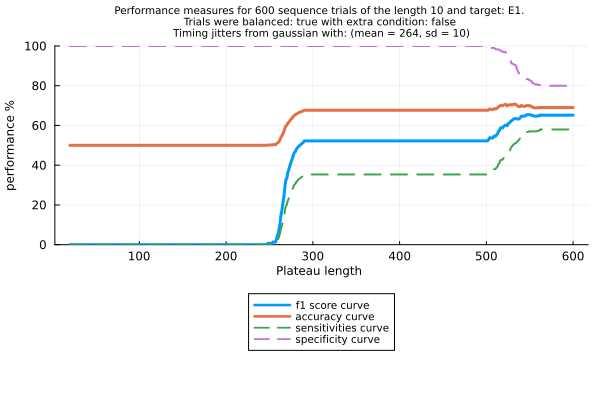 Performance measures for 600 sequence trials of the length 10 and target: E1.
Trials were balanced: true with extra condition: false
Timing jitters from gaussian with: (mean = 264, sd = 10)
performance %
100
80
60
40
20
0
100 200 300 400 500 600
Plateau length
f1 score curve
accuracy curve
sensitivities curve
specificity curve